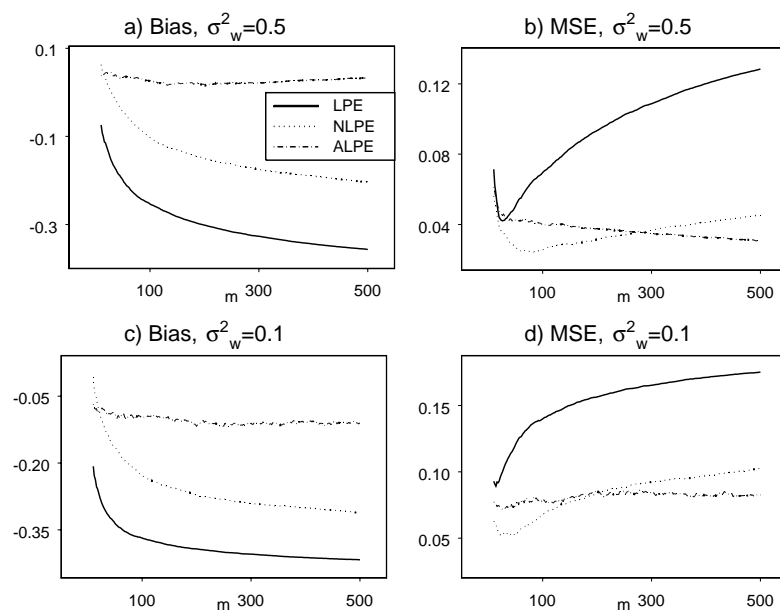 a) Bias, σ²w=0.5
0.1
-0.1
-0.3
100
300
500
m
LPE
NLPE
ALPE
b) MSE, σ²w=0.5
0.12
0.08
0.04
100
300
500
m
c) Bias, σ²w=0.1
-0.05
-0.20
-0.35
100
300
500
m
d) MSE, σ²w=0.1
0.15
0.10
0.05
100
300
500
m